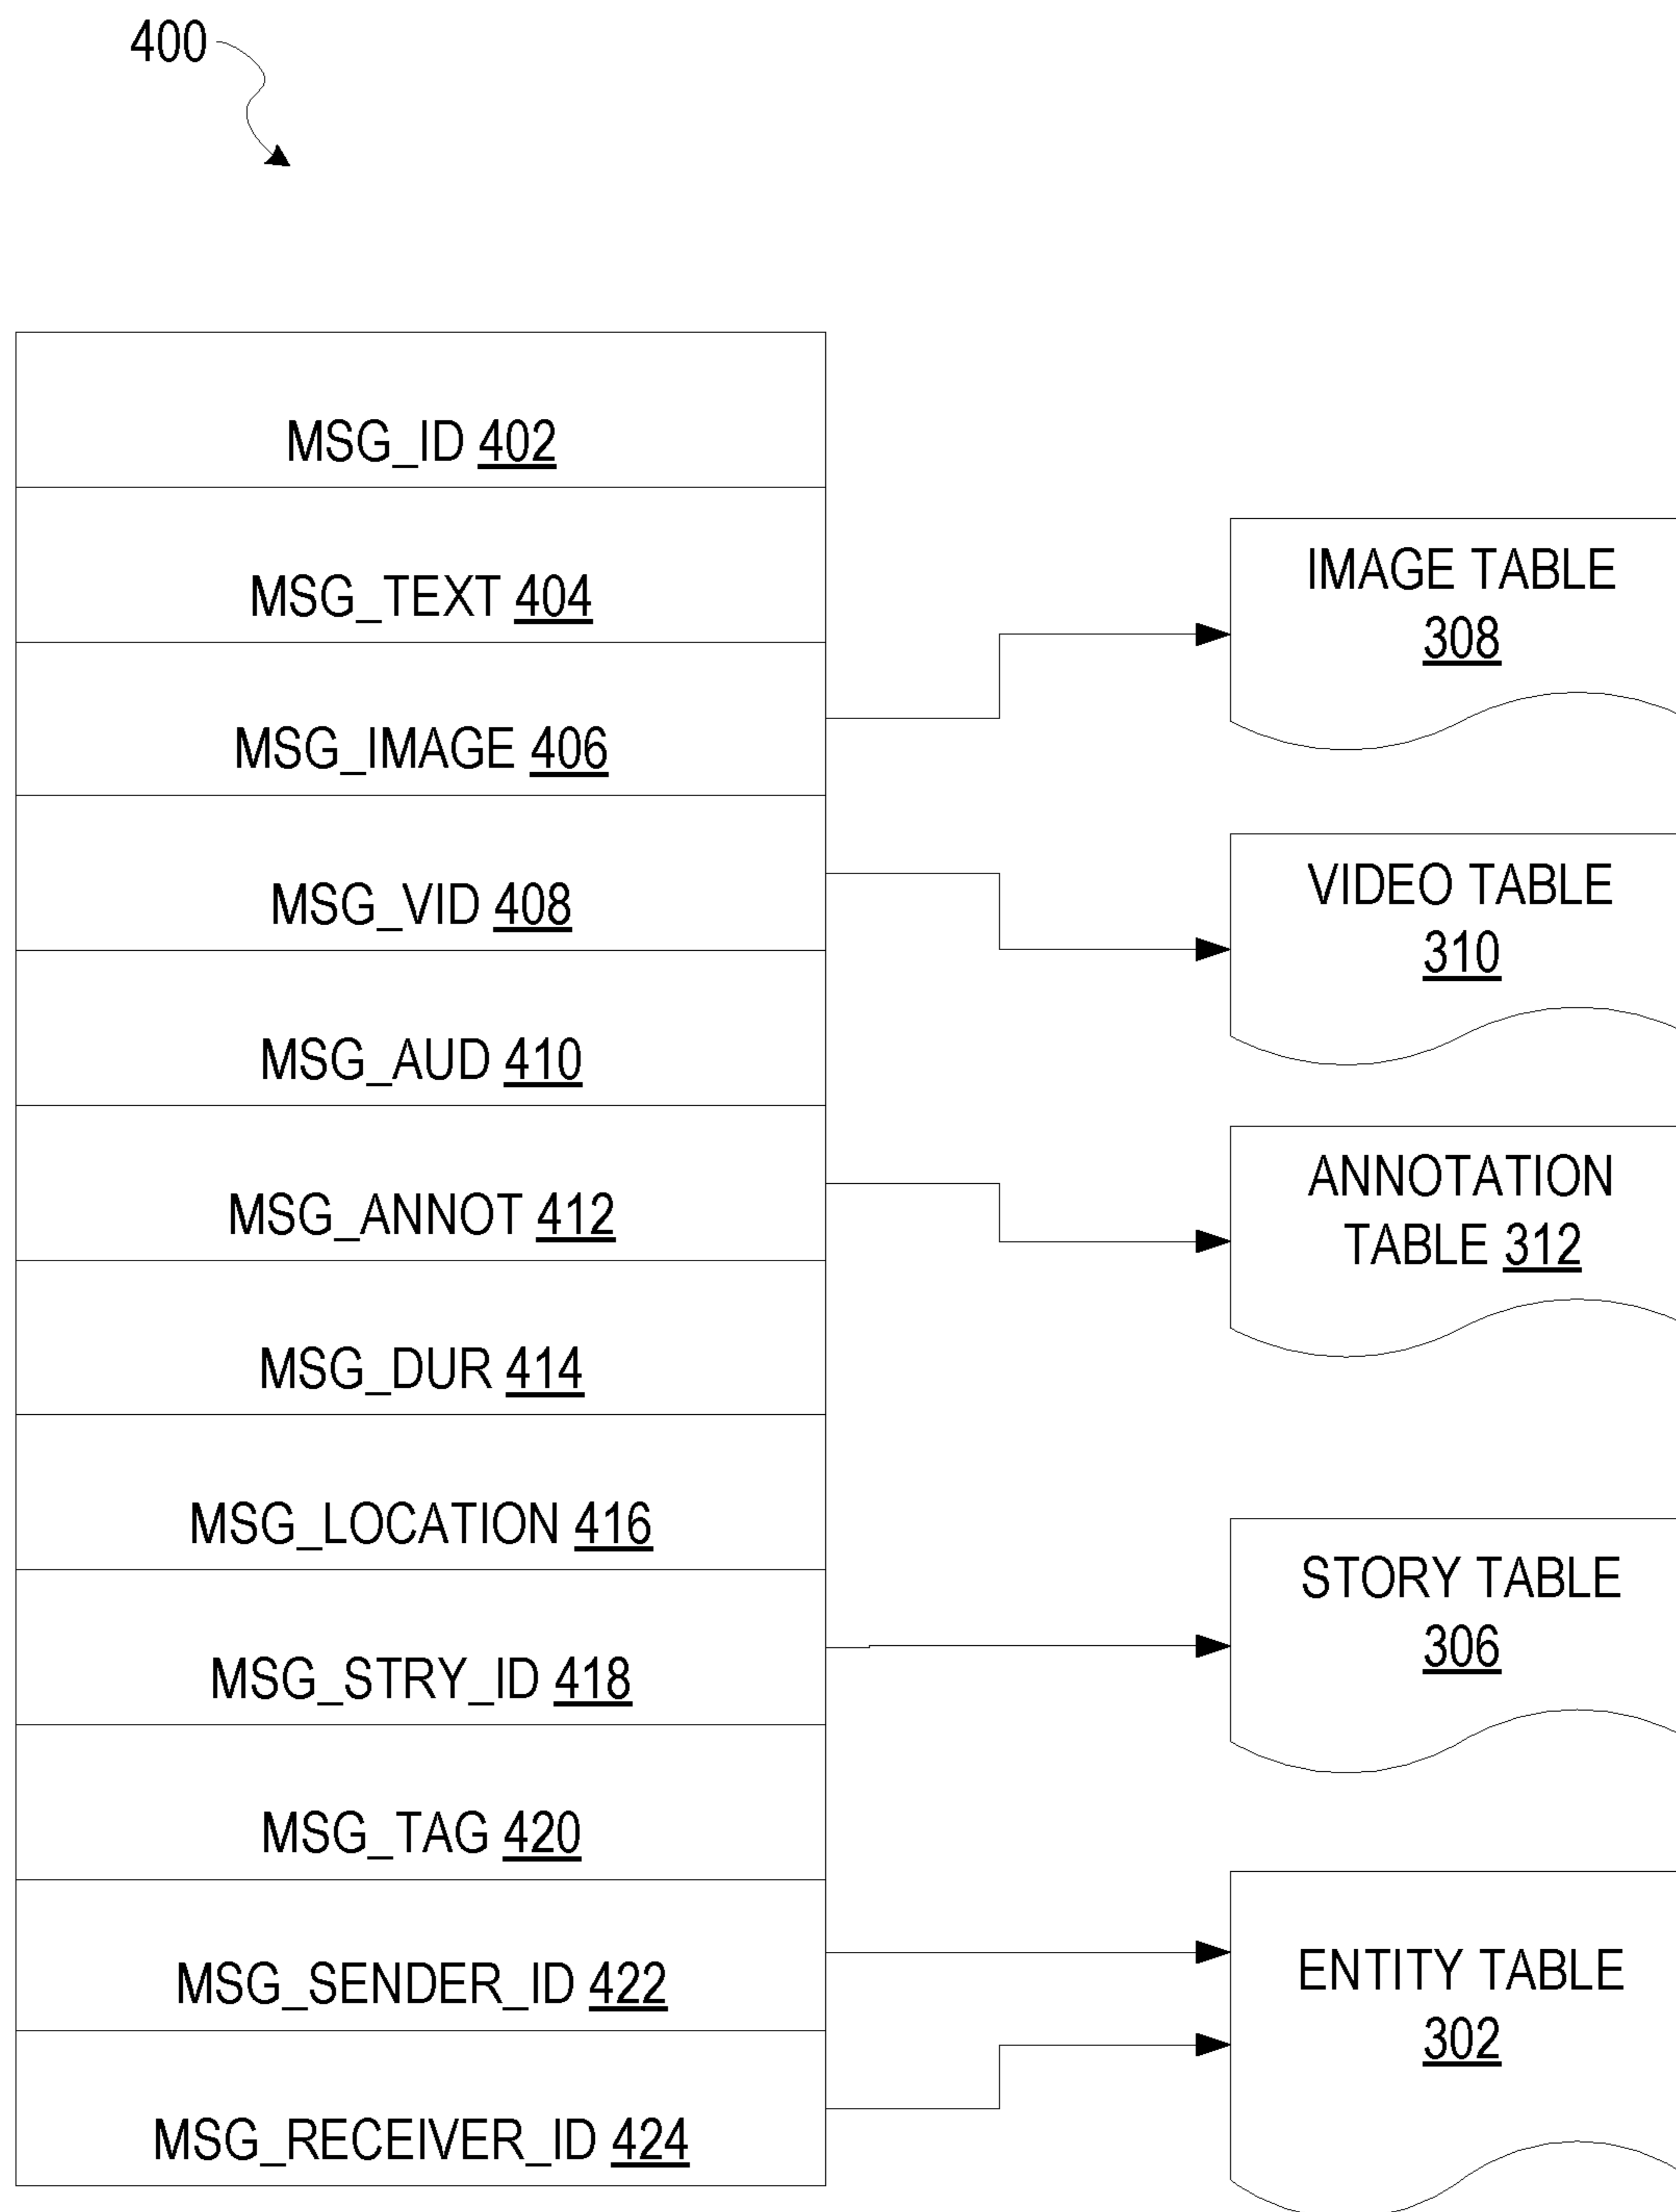 400
MSG_ID 402
MSG_TEXT 404
MSG_IMAGE 406
MSG_VID 408
MSG_AUD 410
MSG_ANNOT 412
MSG_DUR 414
MSG_LOCATION 416
MSG_STRY_ID 418
MSG_TAG 420
MSG_SENDER_ID 422
MSG_RECEIVER_ID 424
IMAGE TABLE
308
VIDEO TABLE
310
ANNOTATION
TABLE 312
STORY TABLE
306
ENTITY TABLE
302